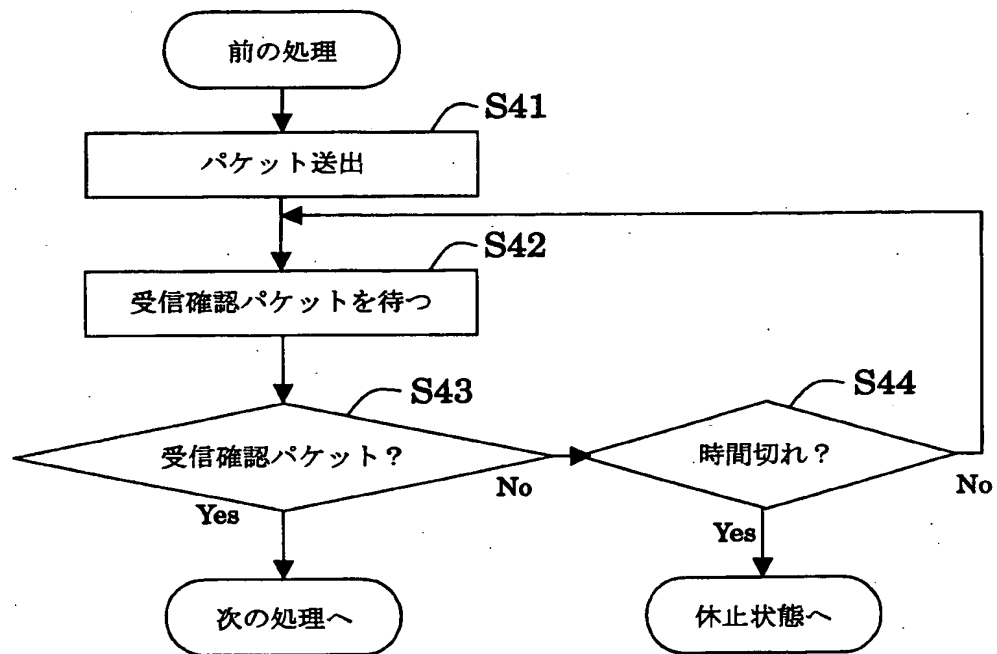 前の処理
S41
パケット送出
S42
受信確認パケットを待つ
S43
受信確認パケット？
No
Yes
S44
時間切れ？
No
Yes
次の処理へ
休止状態へ